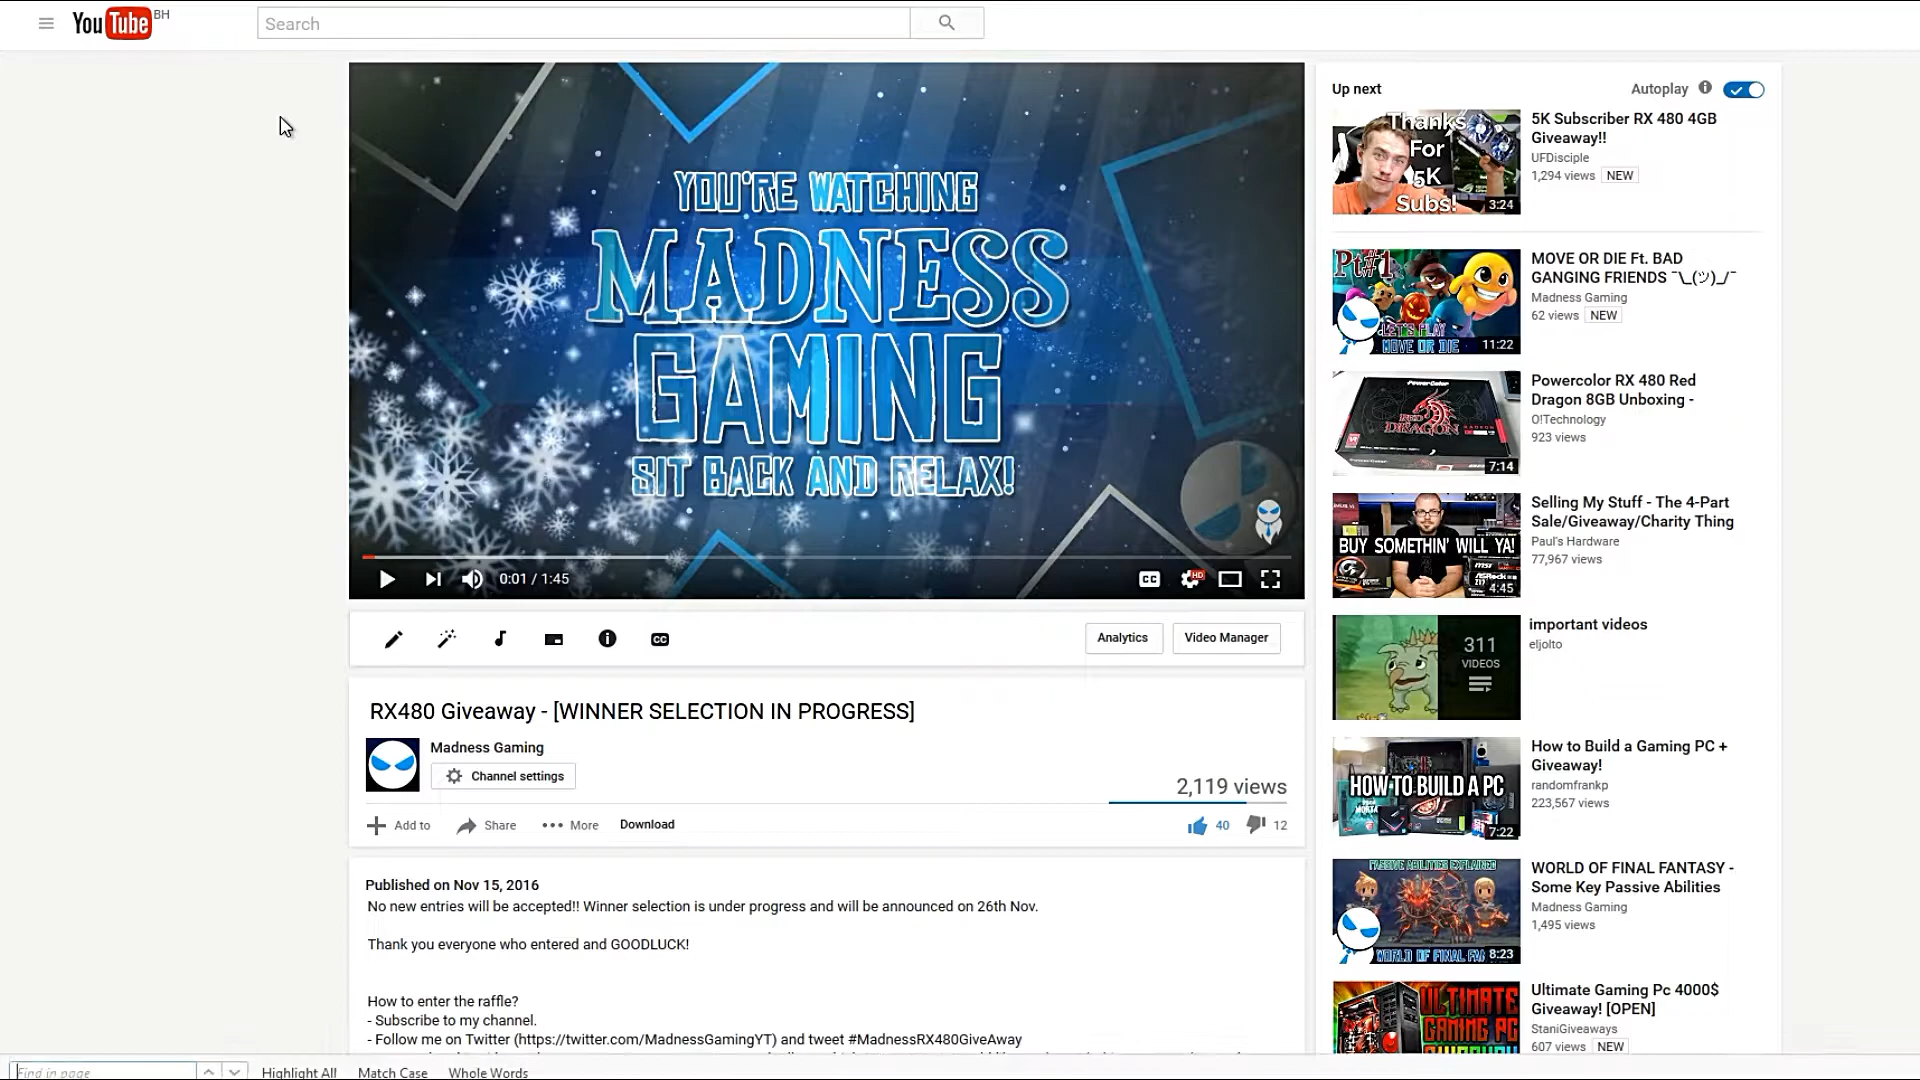 YouTube BH
Search
YOU'RE WATCHING
MADNESS
GAMING
SIT BACK AND RELAX!
0:01 / 1:45
CC
HD
CC
Analytics
Video Manager
RX480 Giveaway - [WINNER SELECTION IN PROGRESS]
Madness Gaming
Channel settings
2,119 views
Add to
Share
More
Download
40
12
Published on Nov 15, 2016
No new entries will be accepted!! Winner selection is under progress and will be announced on 26th Nov.
Thank you everyone who entered and GOODLUCK!
How to enter the raffle?
- Subscribe to my channel.
- Follow me on Twitter (https://twitter.com/MadnessGamingYT) and tweet #MadnessRX480GiveAway
Up next
Autoplay
Thanks
For
5K
Subs!
3:24
5K Subscriber RX 480 4GB
Giveaway!!
UFDisciple
1,294 views NEW
Pt#1
LET'S PLAY
MOVE OR DIE
11:22
MOVE OR DIE Ft. BAD
GANGING FRIENDS ¯\_(ツ)_/¯
Madness Gaming
62 views NEW
PowerColor
RED
DRAGON
7:14
Powercolor RX 480 Red
Dragon 8GB Unboxing -
O!Technology
923 views
BUY SOMETHIN' WILL YA!
4:45
Selling My Stuff - The 4-Part
Sale/Giveaway/Charity Thing
Paul's Hardware
77,967 views
311
VIDEOS
important videos
eljolto
HOW TO BUILD A PC
7:22
How to Build a Gaming PC +
Giveaway!
randomfrankp
223,567 views
PASSIVE ABILITIES EXPLAINED
WORLD OF FINAL
8:23
WORLD OF FINAL FANTASY -
Some Key Passive Abilities
Madness Gaming
1,495 views
ULTIMATE
GAMING PC
GIVEAWAY
Ultimate Gaming Pc 4000$
Giveaway! [OPEN]
StaniGiveaways
607 views NEW
Find in page
Highlight All
Match Case
Whole Words